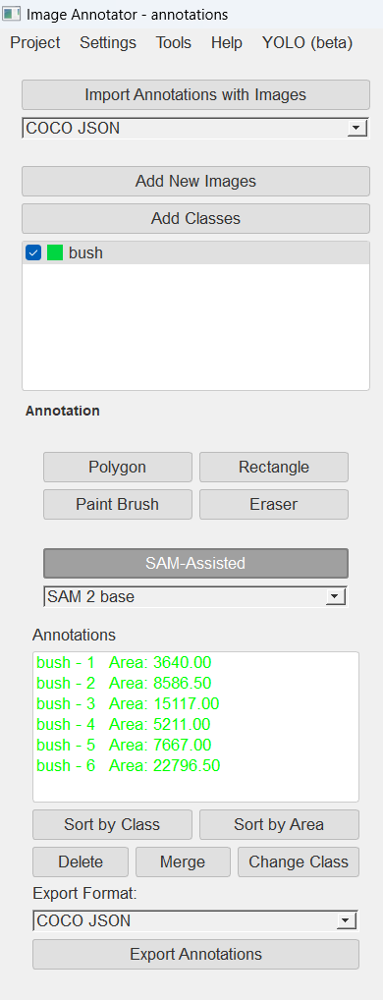 Image Annotator - annotations
Project Settings Tools Help YOLO (beta)
Import Annotations with Images
COCO JSON
Add New Images
Add Classes
bush
Annotation
Polygon Rectangle
Paint Brush Eraser
SAM-Assisted
SAM 2 base
Annotations
bush - 1 Area: 3640.00
bush - 2 Area: 8586.50
bush - 3 Area: 15117.00
bush - 4 Area: 5211.00
bush - 5 Area: 7667.00
bush - 6 Area: 22796.50
Sort by Class Sort by Area
Delete Merge Change Class
Export Format:
COCO JSON
Export Annotations